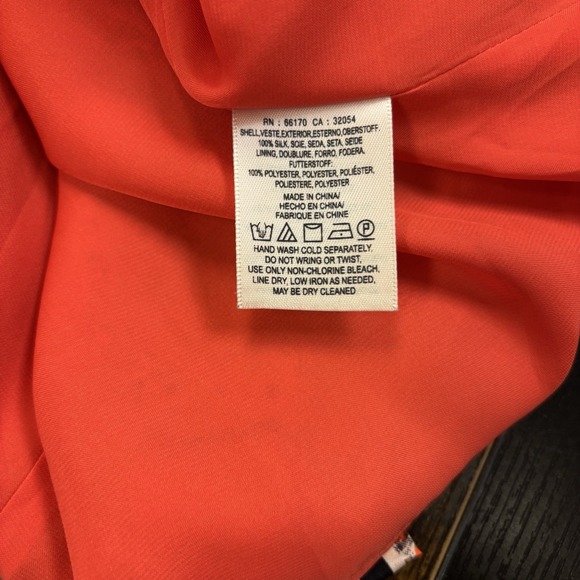 RN : 66170 CA : 32054
SHELL,VESTE,EXTERIOR,ESTERNO,OBERSTOFF:
100% SILK, SOIE, SEDA, SETA, SEIDE
LINING, DOUBLURE, FORRO, FODERA,
FUTTERSTOFF:
100% POLYESTER, POLYESTER, POLIÉSTER,
POLIESTERE, POLYESTER
MADE IN CHINA/
HECHO EN CHINA/
FABRIQUE EN CHINE
P
HAND WASH COLD SEPARATELY.
DO NOT WRING OR TWIST,
USE ONLY NON-CHLORINE BLEACH,
LINE DRY, LOW IRON AS NEEDED,
MAY BE DRY CLEANED